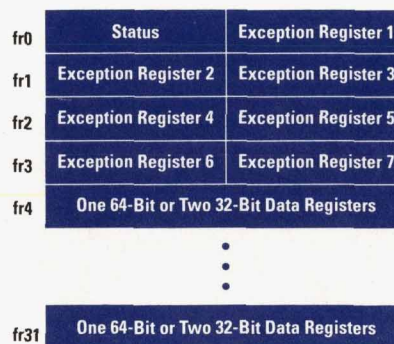 fr0 Status Exception Register 1
fr1 Exception Register 2 Exception Register 3
fr2 Exception Register 4 Exception Register 5
fr3 Exception Register 6 Exception Register 7
fr4 One 64-Bit or Two 32-Bit Data Registers
fr31 One 64-Bit or Two 32-Bit Data Registers